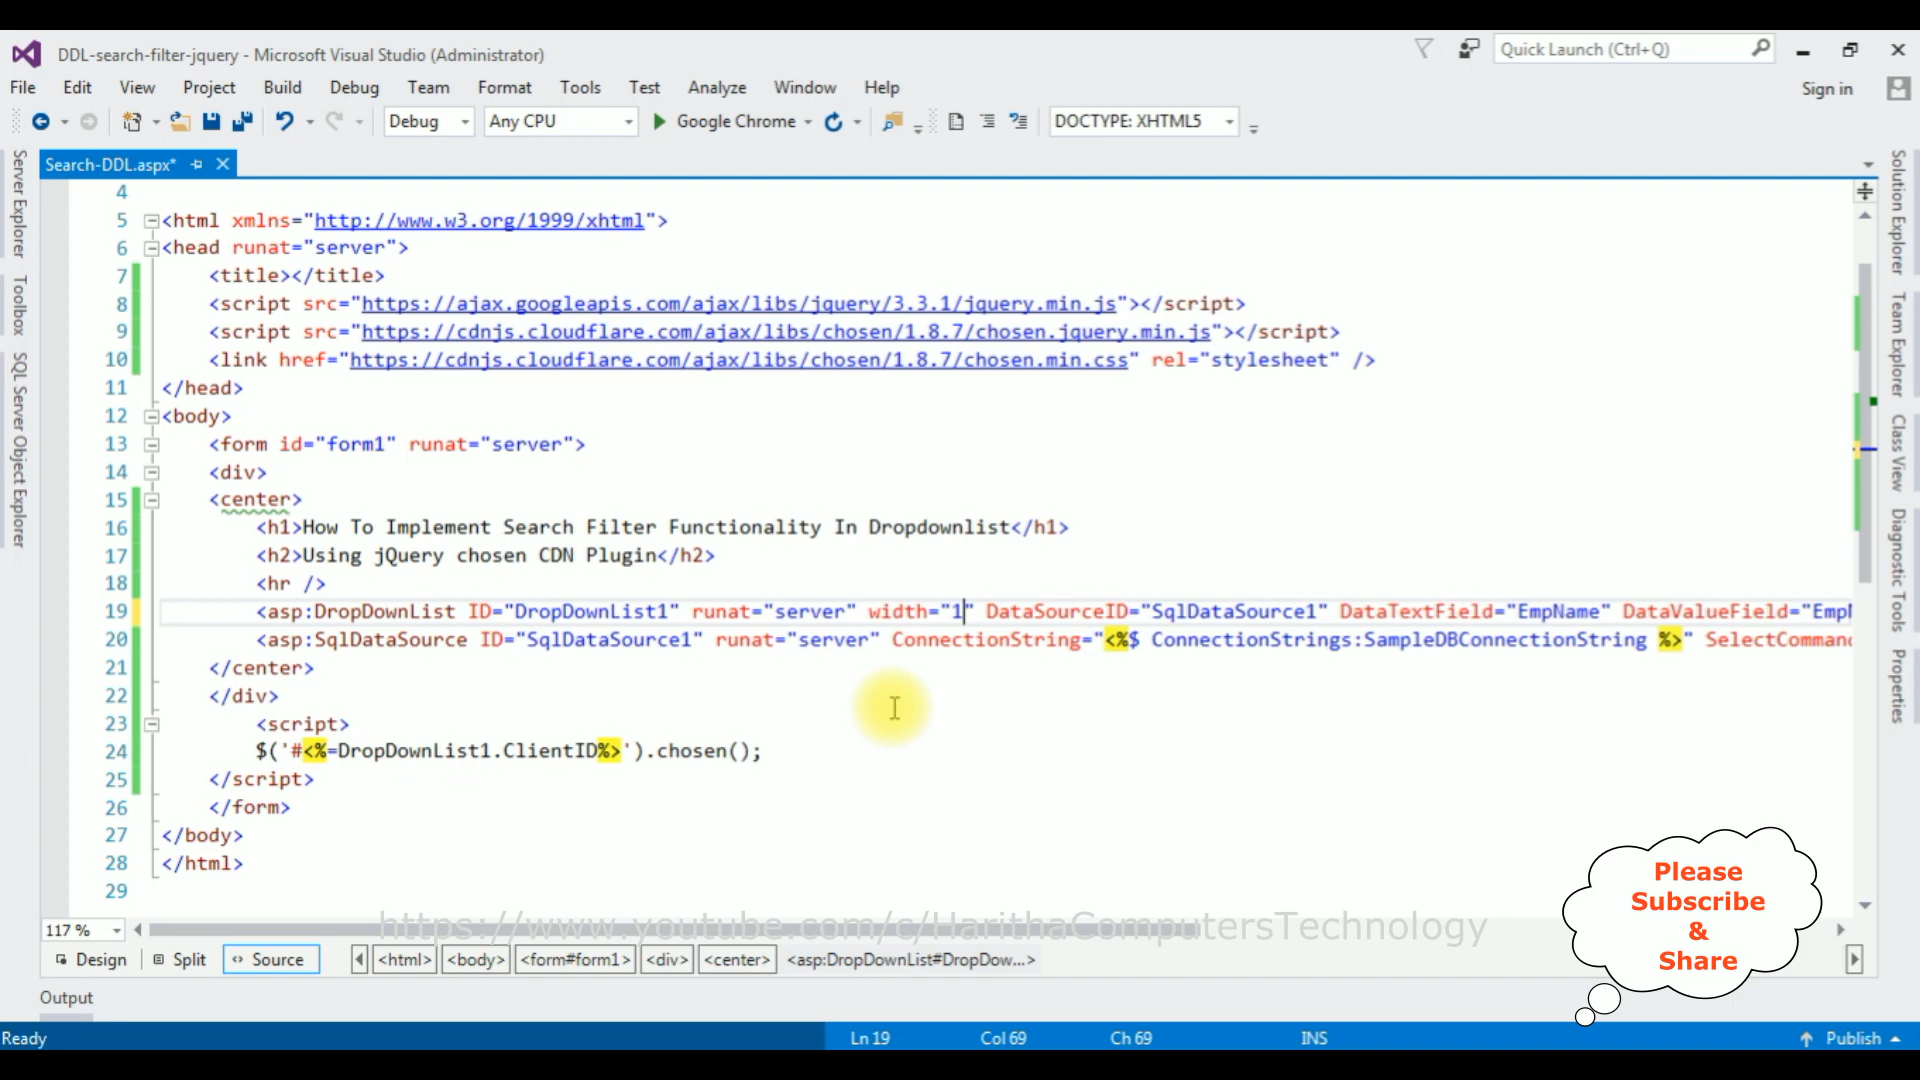 DDL-search-filter-jquery - Microsoft Visual Studio (Administrator)
Quick Launch (Ctrl+Q)
File Edit View Project Build Debug Team Format Tools Test Analyze Window Help
Sign in
Debug Any CPU Google Chrome DOCTYPE: XHTML5
Search-DDL.aspx*
Server Explorer
Toolbox
SQL Server Object Explorer
4
5 <html xmlns="http://www.w3.org/1999/xhtml">
6 <head runat="server">
7 <title></title>
8 <script src="https://ajax.googleapis.com/ajax/libs/jquery/3.3.1/jquery.min.js"></script>
9 <script src="https://cdnjs.cloudflare.com/ajax/libs/chosen/1.8.7/chosen.jquery.min.js"></script>
10 <link href="https://cdnjs.cloudflare.com/ajax/libs/chosen/1.8.7/chosen.min.css" rel="stylesheet" />
11 </head>
12 <body>
13 <form id="form1" runat="server">
14 <div>
15 <center>
16 <h1>How To Implement Search Filter Functionality In Dropdownlist</h1>
17 <h2>Using jQuery chosen CDN Plugin</h2>
18 <hr />
19 <asp:DropDownList ID="DropDownList1" runat="server" width="1" DataSourceID="SqlDataSource1" DataTextField="EmpName" DataValueField="Emp
20 <asp:SqlDataSource ID="SqlDataSource1" runat="server" ConnectionString="<%$ ConnectionStrings:SampleDBConnectionString %>" SelectComman
21 </center>
22 </div>
23 <script>
24 $('#<%=DropDownList1.ClientID%>').chosen();
25 </script>
26 </form>
27 </body>
28 </html>
29
Solution Explorer
Team Explorer
Class View
Diagnostic Tools
Properties
Please
Subscribe
&
Share
https://www.youtube.com/c/HarithaComputersTechnology
117 %
Design Split Source <html> <body> <form#form1> <div> <center> <asp:DropDownList#DropDow...>
Output
Ready Ln 19 Col 69 Ch 69 INS Publish